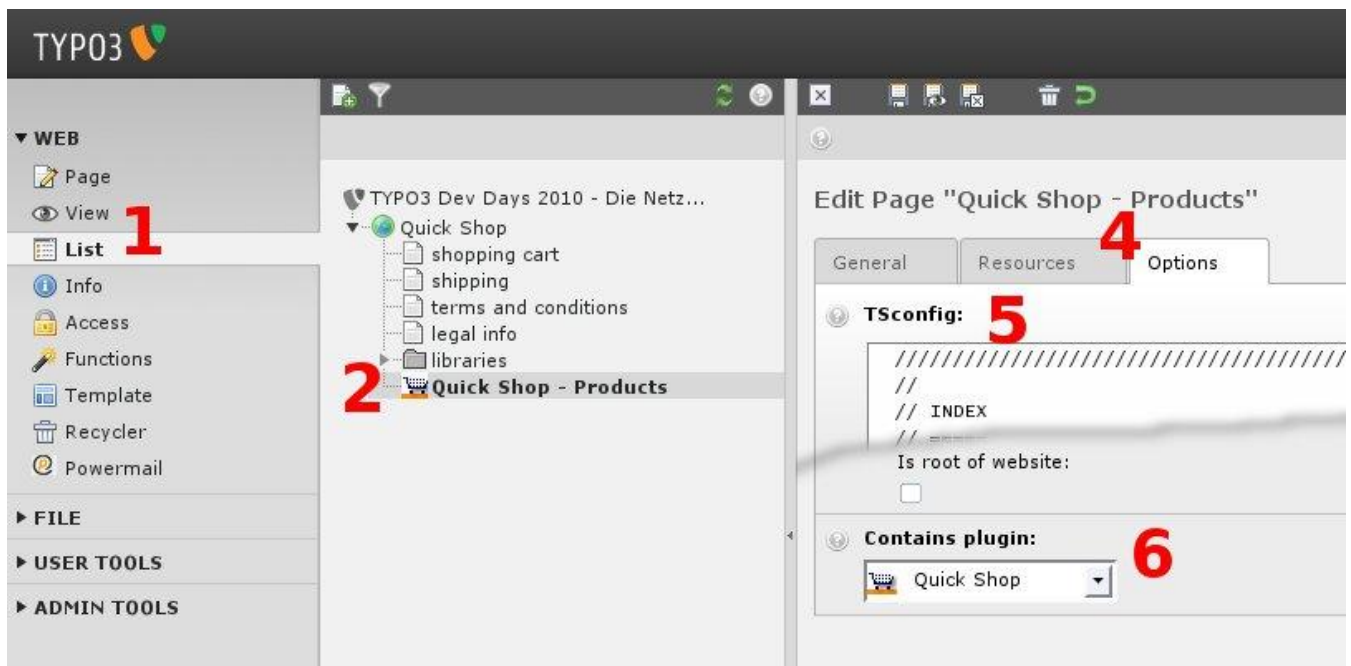 TYPO3
WEB
Page
View
1
List
Info
Access
Functions
Template
Recycler
Powermail
FILE
USER TOOLS
ADMIN TOOLS
TYPO3 Dev Days 2010 - Die Netz...
Quick Shop
shopping cart
shipping
terms and conditions
legal info
libraries
2
Quick Shop - Products
Edit Page "Quick Shop - Products"
4
General Resources Options
TSconfig:
5
////////////////////////////////////////
//
// INDEX
// =====
Is root of website:
Contains plugin:
6
Quick Shop